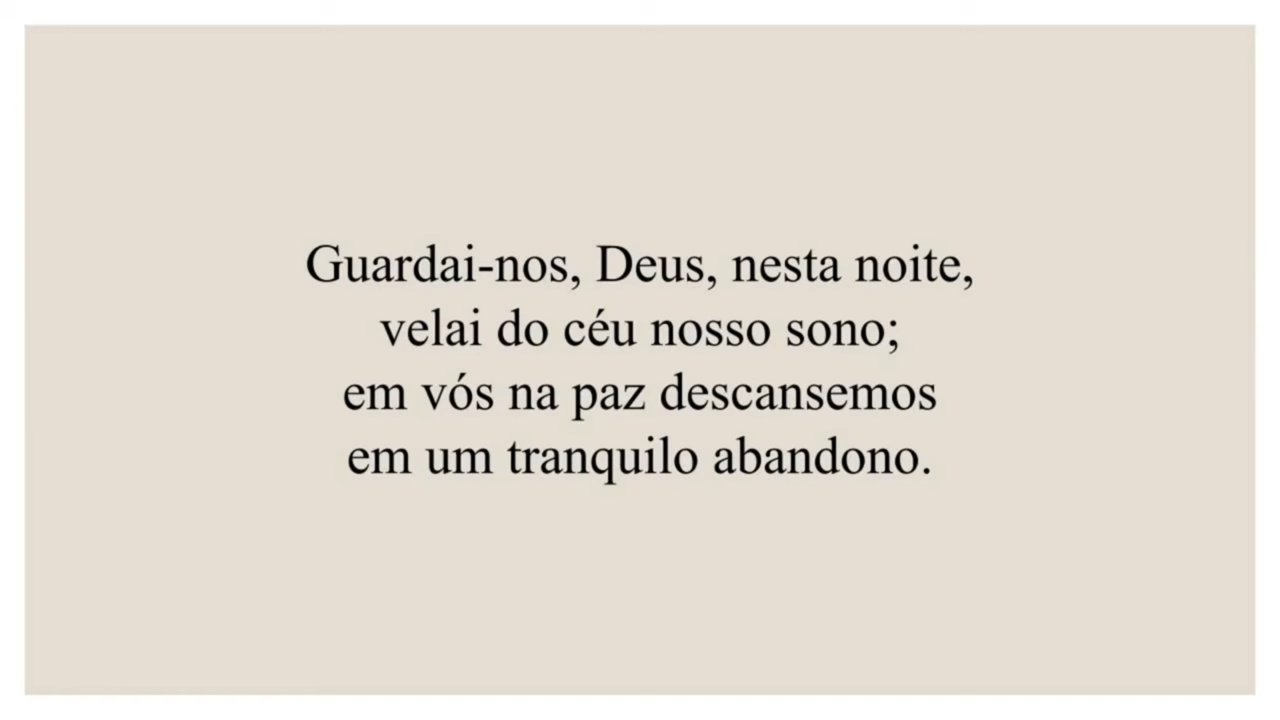 Guardai-nos, Deus, nesta noite,
velai do céu nosso sono;
em vós na paz descansemos
em um tranquilo abandono.